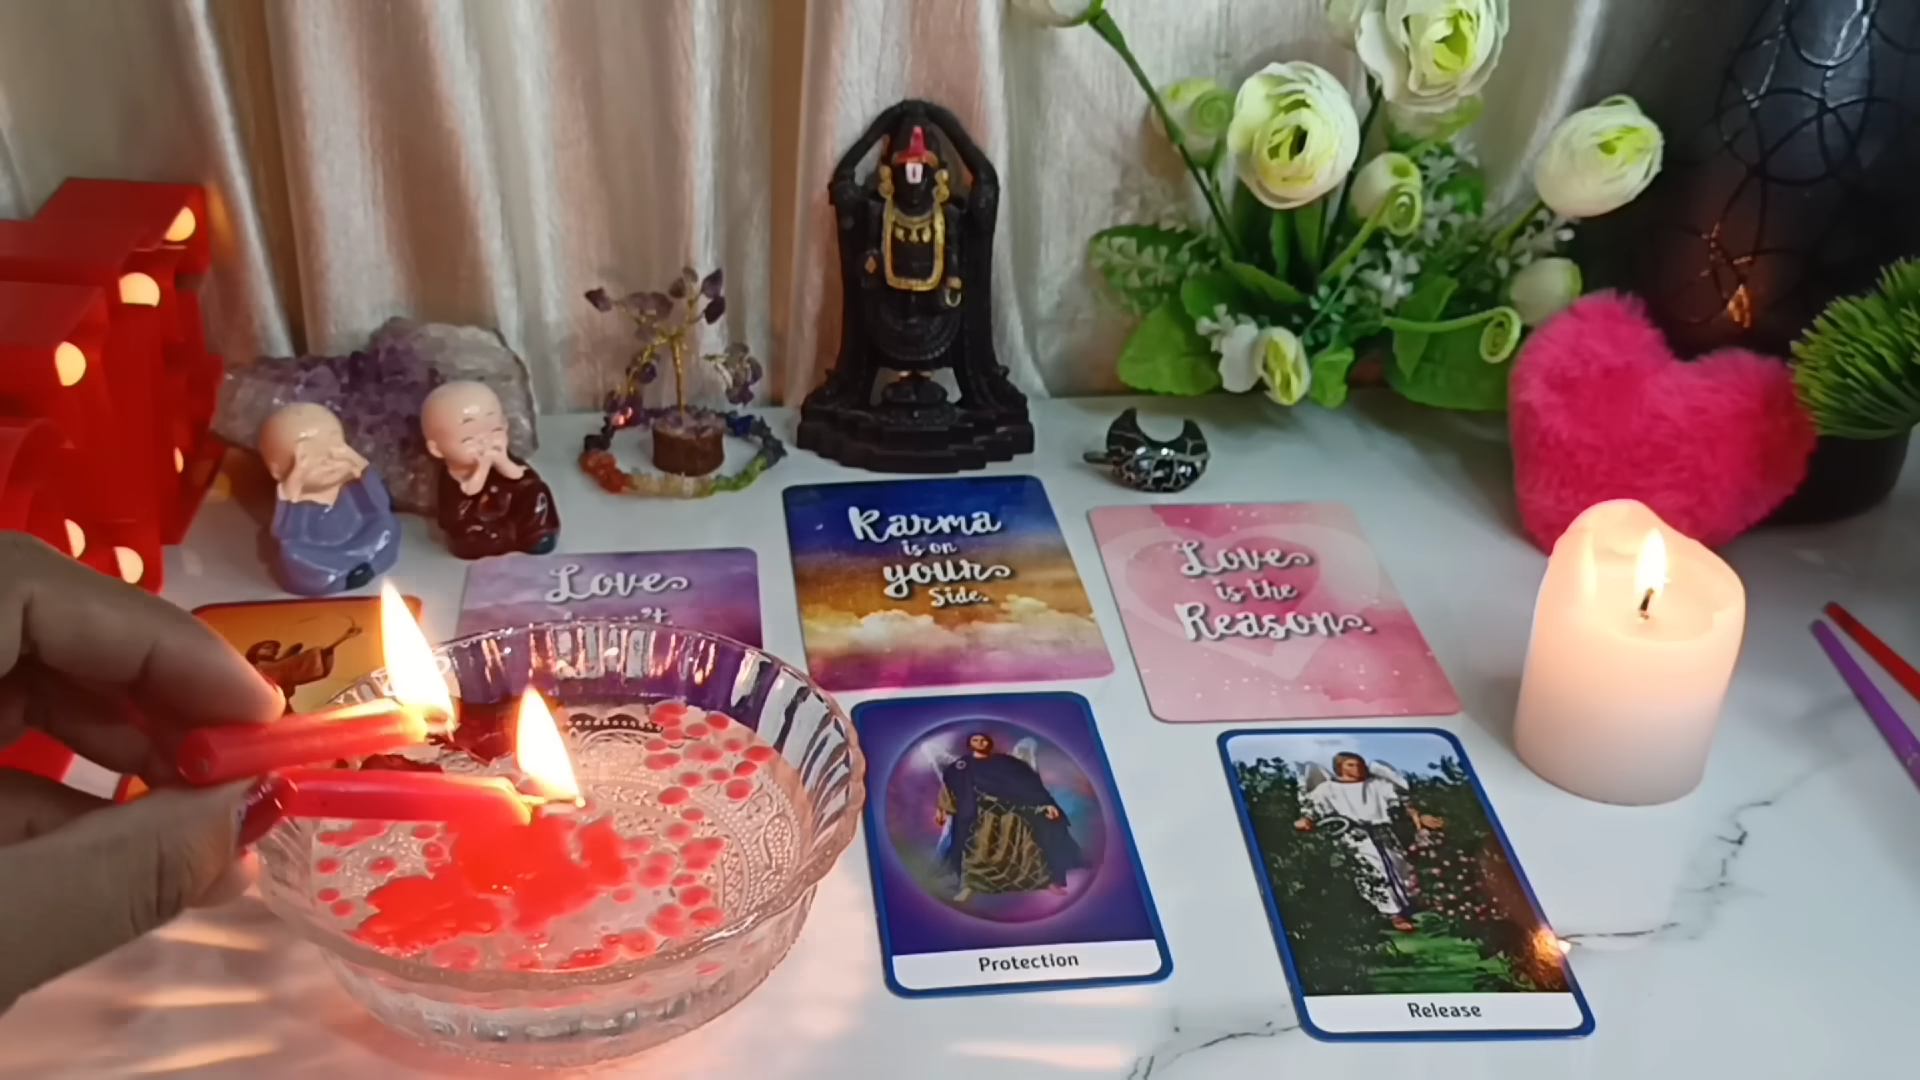 Love
Karma
is on
your
Side.
Love
is the
Reason.
Protection
Release